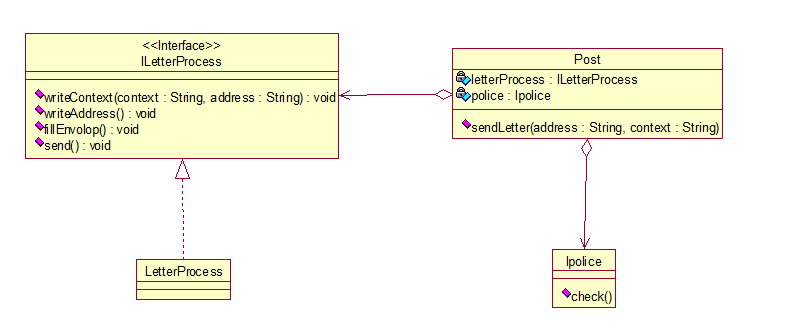 <<Interface>>
ILetterProcess
writeContext(context : String, address : String) : void
writeAddress() : void
fillEnvolop() : void
send() : void
Post
letterProcess : ILetterProcess
police : Ipolice
sendLetter(address : String, context : String)
LetterProcess
Ipolice
check()